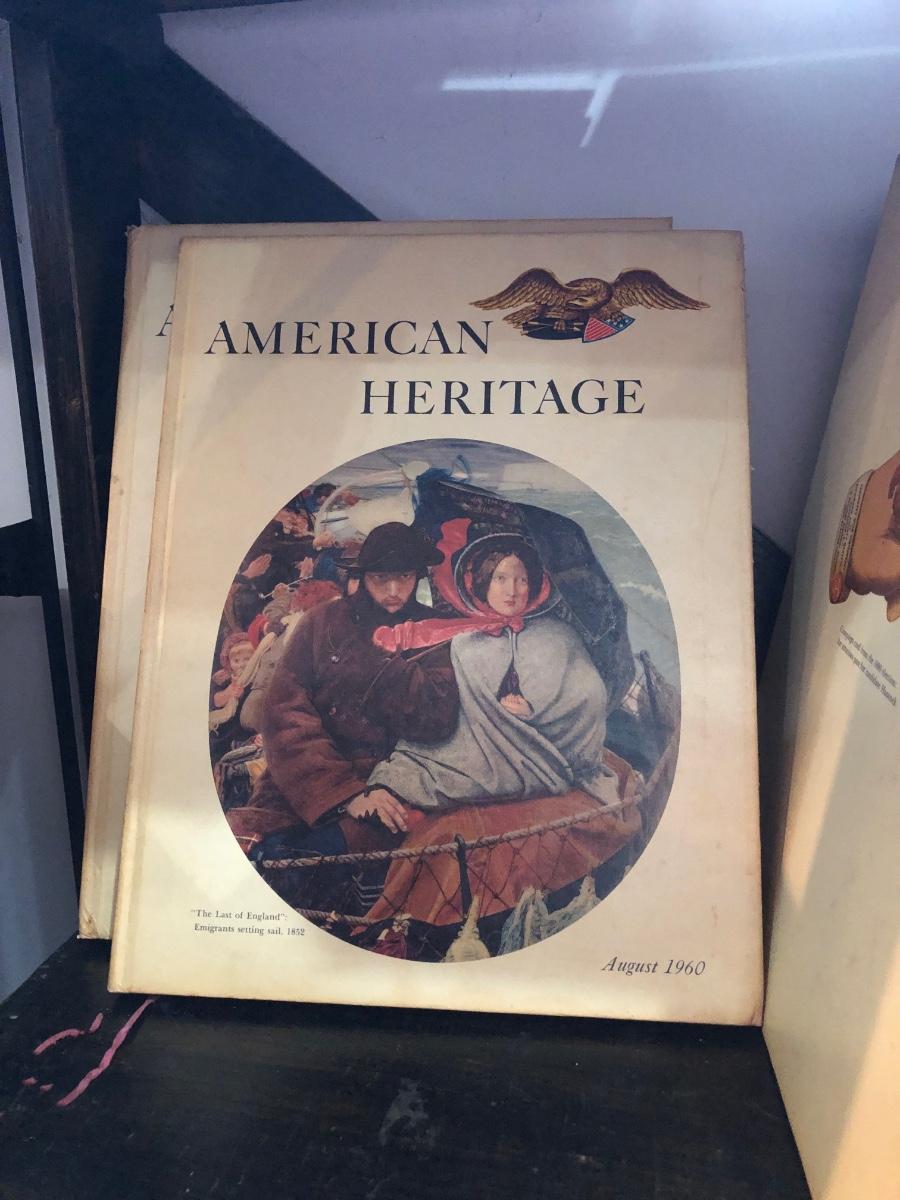 A
AMERICAN
HERITAGE
"The Last of England":
Emigrants setting sail, 1852
August 1960